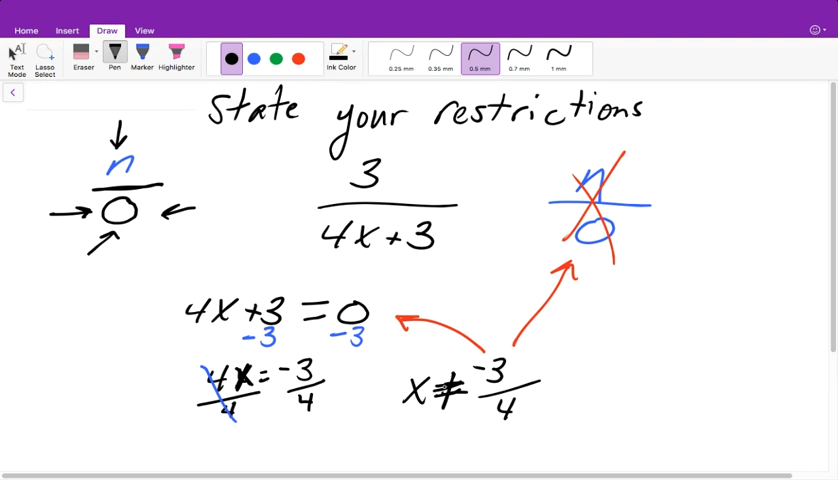 Home Insert Draw View
Text Mode
Lasso Select
Eraser
Pen
Marker
Highlighter
Ink Color
0.25 mm
0.35 mm
0.5 mm
0.7 mm
1 mm
State your restrictions
n
0
3
4x+3
n
0
4x+3=0
-3 -3
4x=-3
4 4
x≠-3
4